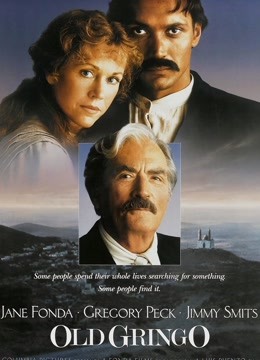 Some people spend their whole lives searching for something.
Some people find it.
JANE FONDA · GREGORY PECK · JIMMY SMITS
OLD GRINGO